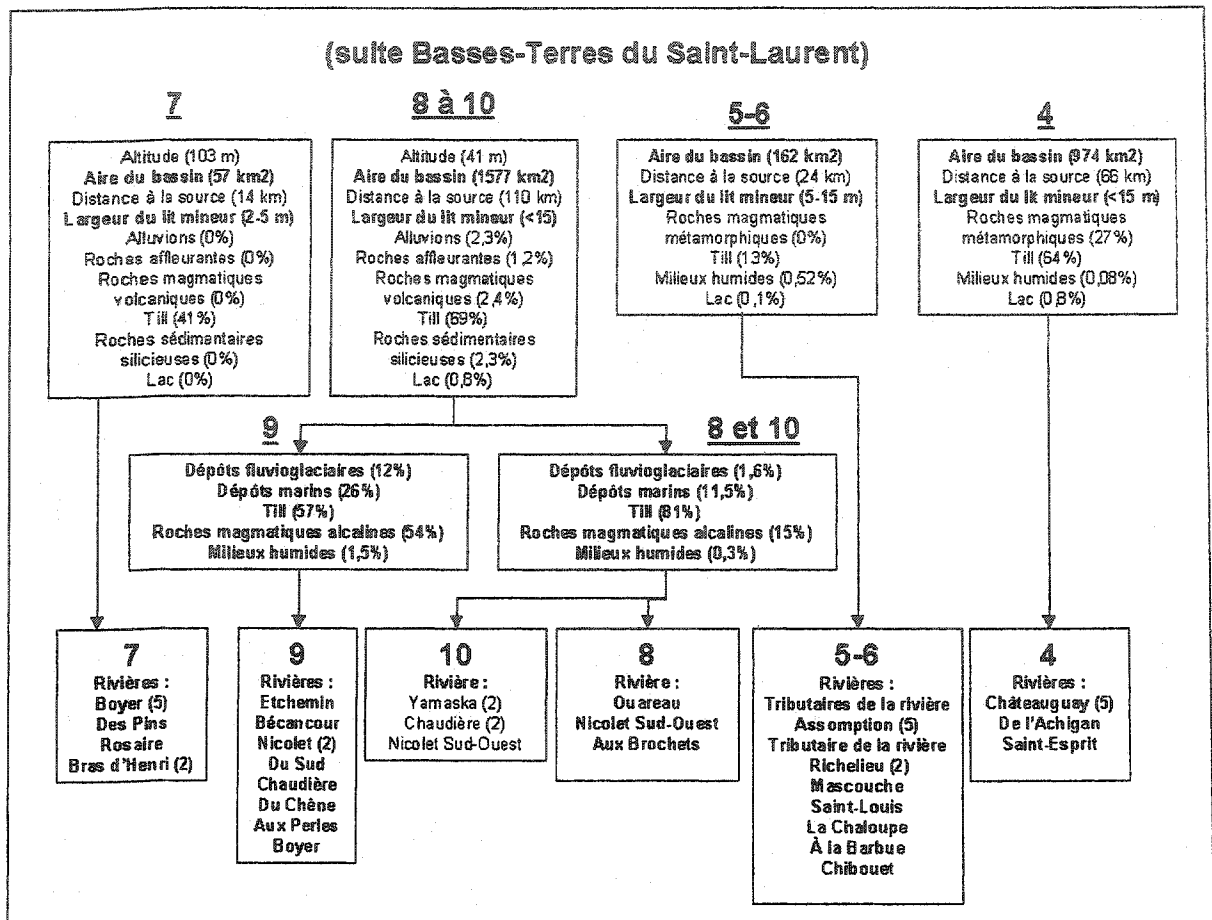 (suite Basses-Terres du Saint-Laurent)
7
Altitude (103 m)
Aire du bassin (57 km2)
Distance à la source (14 km)
Largeur du lit mineur (2-5 m)
Alluvions (0%)
Roches affleurantes (0%)
Roches magmatiques
volcaniques (0%)
Till (41%)
Roches sédimentaires
silicieuses (0%)
Lac (0%)
8 à 10
Altitude (41 m)
Aire du bassin (1577 km2)
Distance à la source (110 km)
Largeur du lit mineur (<15)
Alluvions (2,3%)
Roches affleurantes (1,2%)
Roches magmatiques
volcaniques (2,4%)
Till (69%)
Roches sédimentaires
silicieuses (2,3%)
Lac (0,8%)
5-6
Aire du bassin (162 km2)
Distance à la source (24 km)
Largeur du lit mineur (5-15 m)
Roches magmatiques
métamorphiques (0%)
Till (13%)
Milieux humides (0,52%)
Lac (0,1%)
4
Aire du bassin (974 km2)
Distance à la source (66 km)
Largeur du lit mineur (<15 m)
Roches magmatiques
métamorphiques (27%)
Till (64%)
Milieux humides (0,08%)
Lac (0,8%)
9
Dépôts fluvioglaciaires (12%)
Dépôts marins (26%)
Till (57%)
Roches magmatiques alcalines (54%)
Milieux humides (1,5%)
8 et 10
Dépôts fluvioglaciaires (1,6%)
Dépôts marins (11,5%)
Till (81%)
Roches magmatiques alcalines (15%)
Milieux humides (0,3%)
7
Rivières :
Boyer (5)
Des Pins
Rosaire
Bras d'Henri (2)
9
Rivières :
Etchemin
Bécancour
Nicolet (2)
Du Sud
Chaudière
Du Chêne
Aux Perles
Boyer
10
Rivière :
Yamaska (2)
Chaudière (2)
Nicolet Sud-Ouest
8
Rivière :
Ouareau
Nicolet Sud-Ouest
Aux Brochets
5-6
Rivières :
Tributaires de la rivière
Assomption (5)
Tributaire de la rivière
Richelieu (2)
Mascouche
Saint-Louis
La Chaloupe
À la Barbue
Chibouet
4
Rivières :
Châteauguay (5)
De l'Achigan
Saint-Esprit